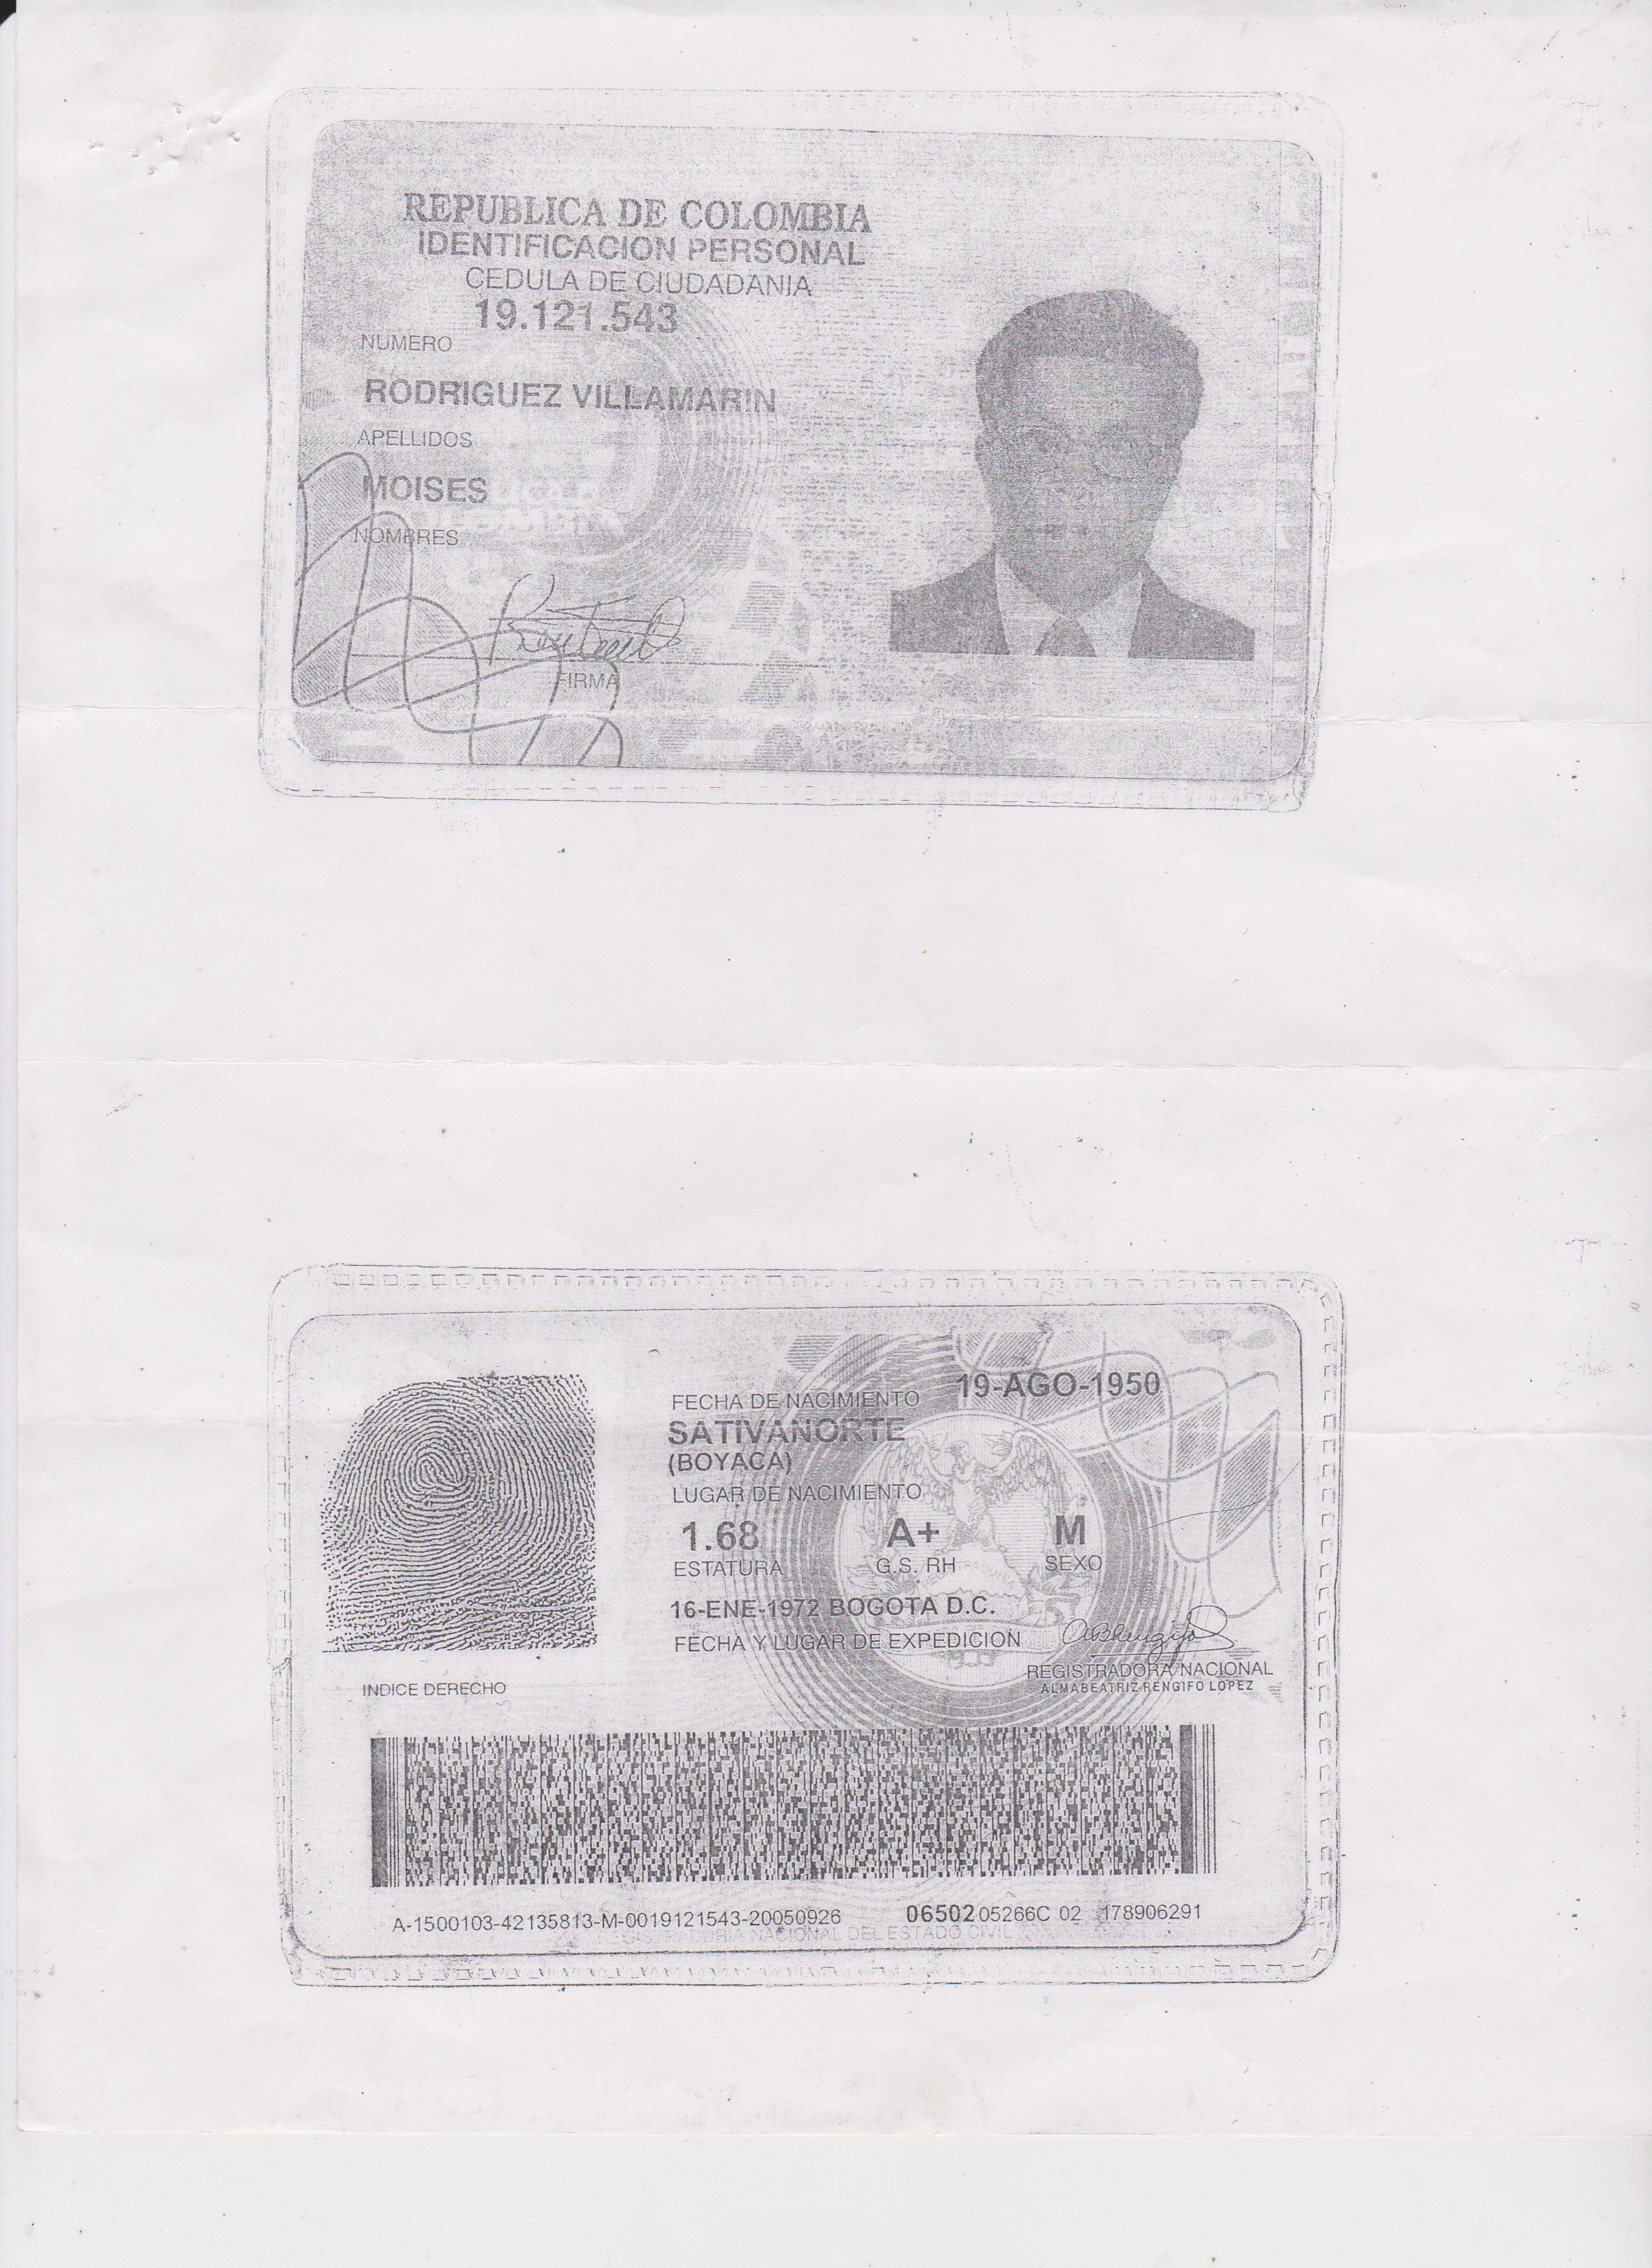 REPUBLICA DE COLOMBIA
IDENTIFICACION PERSONAL
CEDULA DE CIUDADANIA
19.121.543
NUMERO
RODRIGUEZ VILLAMARIN
APELLIDOS
MOISES
NOMBRES
FIRMA
FECHA DE NACIMIENTO 19-AGO-1950
SATIVANORTE
(BOYACA)
LUGAR DE NACIMIENTO
1.68 A+ M
ESTATURA G.S. RH SEXO
16-ENE-1972 BOGOTA D.C.
FECHA Y LUGAR DE EXPEDICION
REGISTRADORA NACIONAL
ALMABEATRIZ RENGIFO LOPEZ
INDICE DERECHO
A-1500103-42135813-M-0019121543-20050926 0650205266C 02 178906291
REGISTRADURIA NACIONAL DEL ESTADO CIVIL